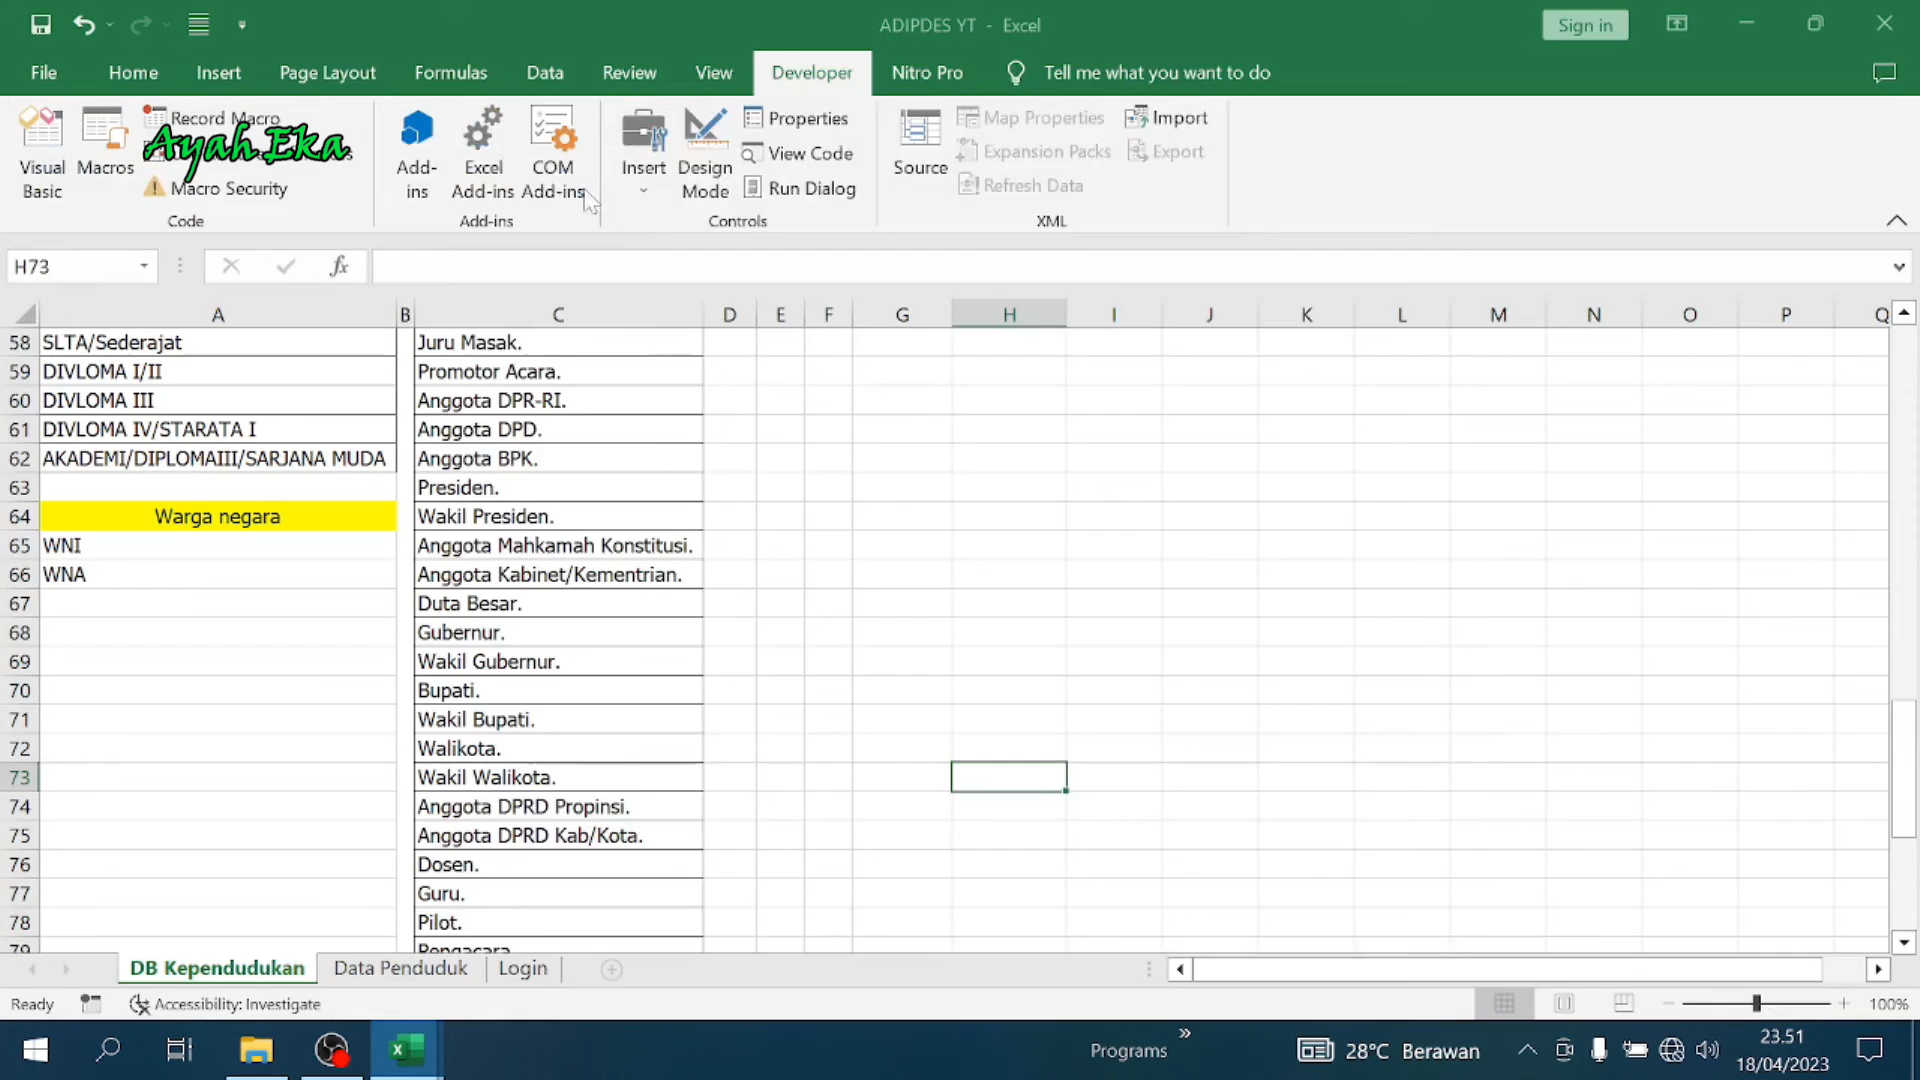 ADIPDES YT - Excel
Sign in
File Home Insert Page Layout Formulas Data Review View Developer Nitro Pro Tell me what you want to do
Visual Basic
Macros
Record Macro
Ayah Eka
Macro Security
Code
Add-ins
Excel Add-ins
COM Add-ins
Add-ins
Insert
Design Mode
Properties
View Code
Run Dialog
Controls
Source
Map Properties
Expansion Packs
Refresh Data
Import
Export
XML
H73
fx
A B C D E F G H I J K L M N O P Q
58 SLTA/Sederajat Juru Masak.
59 DIVLOMA I/II Promotor Acara.
60 DIVLOMA III Anggota DPR-RI.
61 DIVLOMA IV/STARATA I Anggota DPD.
62 AKADEMI/DIPLOMAIII/SARJANA MUDA Anggota BPK.
63 Presiden.
64 Warga negara Wakil Presiden.
65 WNI Anggota Mahkamah Konstitusi.
66 WNA Anggota Kabinet/Kementrian.
67 Duta Besar.
68 Gubernur.
69 Wakil Gubernur.
70 Bupati.
71 Wakil Bupati.
72 Walikota.
73 Wakil Walikota.
74 Anggota DPRD Propinsi.
75 Anggota DPRD Kab/Kota.
76 Dosen.
77 Guru.
78 Pilot.
79 Pengacara
DB Kependudukan Data Penduduk Login
Ready Accessibility: Investigate 100%
Programs 28°C Berawan 23.51
18/04/2023